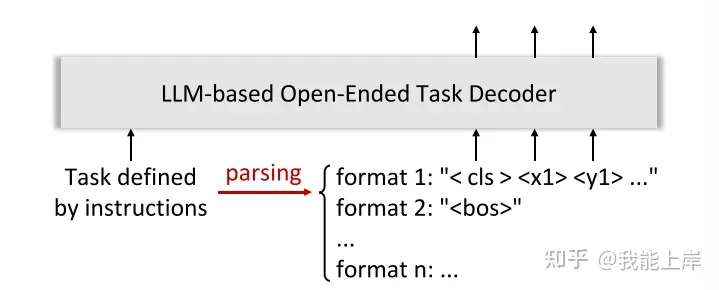 LLM-based Open-Ended Task Decoder
Task defined
by instructions
parsing
format 1: "< cls > <x1> <y1> ..."
format 2: "<bos>"
...
format n: ...
知乎 @我能上岸